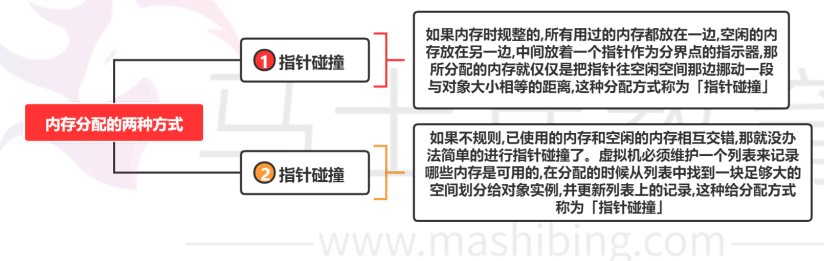 内存分配的两种方式
1 指针碰撞
如果内存时规整的,所有用过的内存都放在一边,空闲的内
存放在另一边,中间放着一个指针作为分界点的指示器,那
所分配的内存就仅仅是把指针往空闲空间那边挪动一段
与对象大小相等的距离,这种分配方式称为「指针碰撞」
2 指针碰撞
如果不规则,已使用的内存和空闲的内存相互交错,那就没办
法简单的进行指针碰撞了。虚拟机必须维护一个列表来记录
哪些内存是可用的,在分配的时候从列表中找到一块足够大的
空间划分给对象实例,并更新列表上的记录,这种给分配方式
称为「指针碰撞」
www.mashibing.com